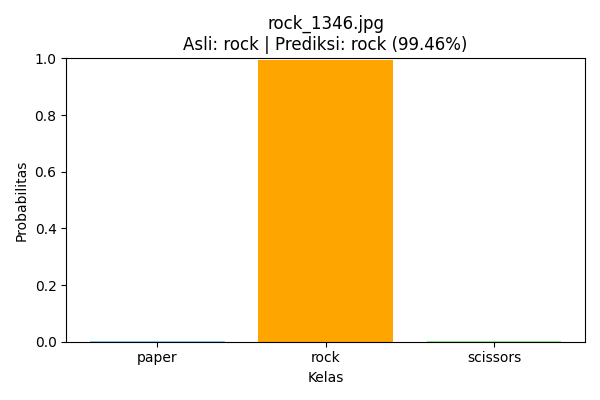 rock_1346.jpg
Asli: rock | Prediksi: rock (99.46%)
1.0
0.8
0.6
0.4
0.2
0.0
Probabilitas
paper
rock
scissors
Kelas